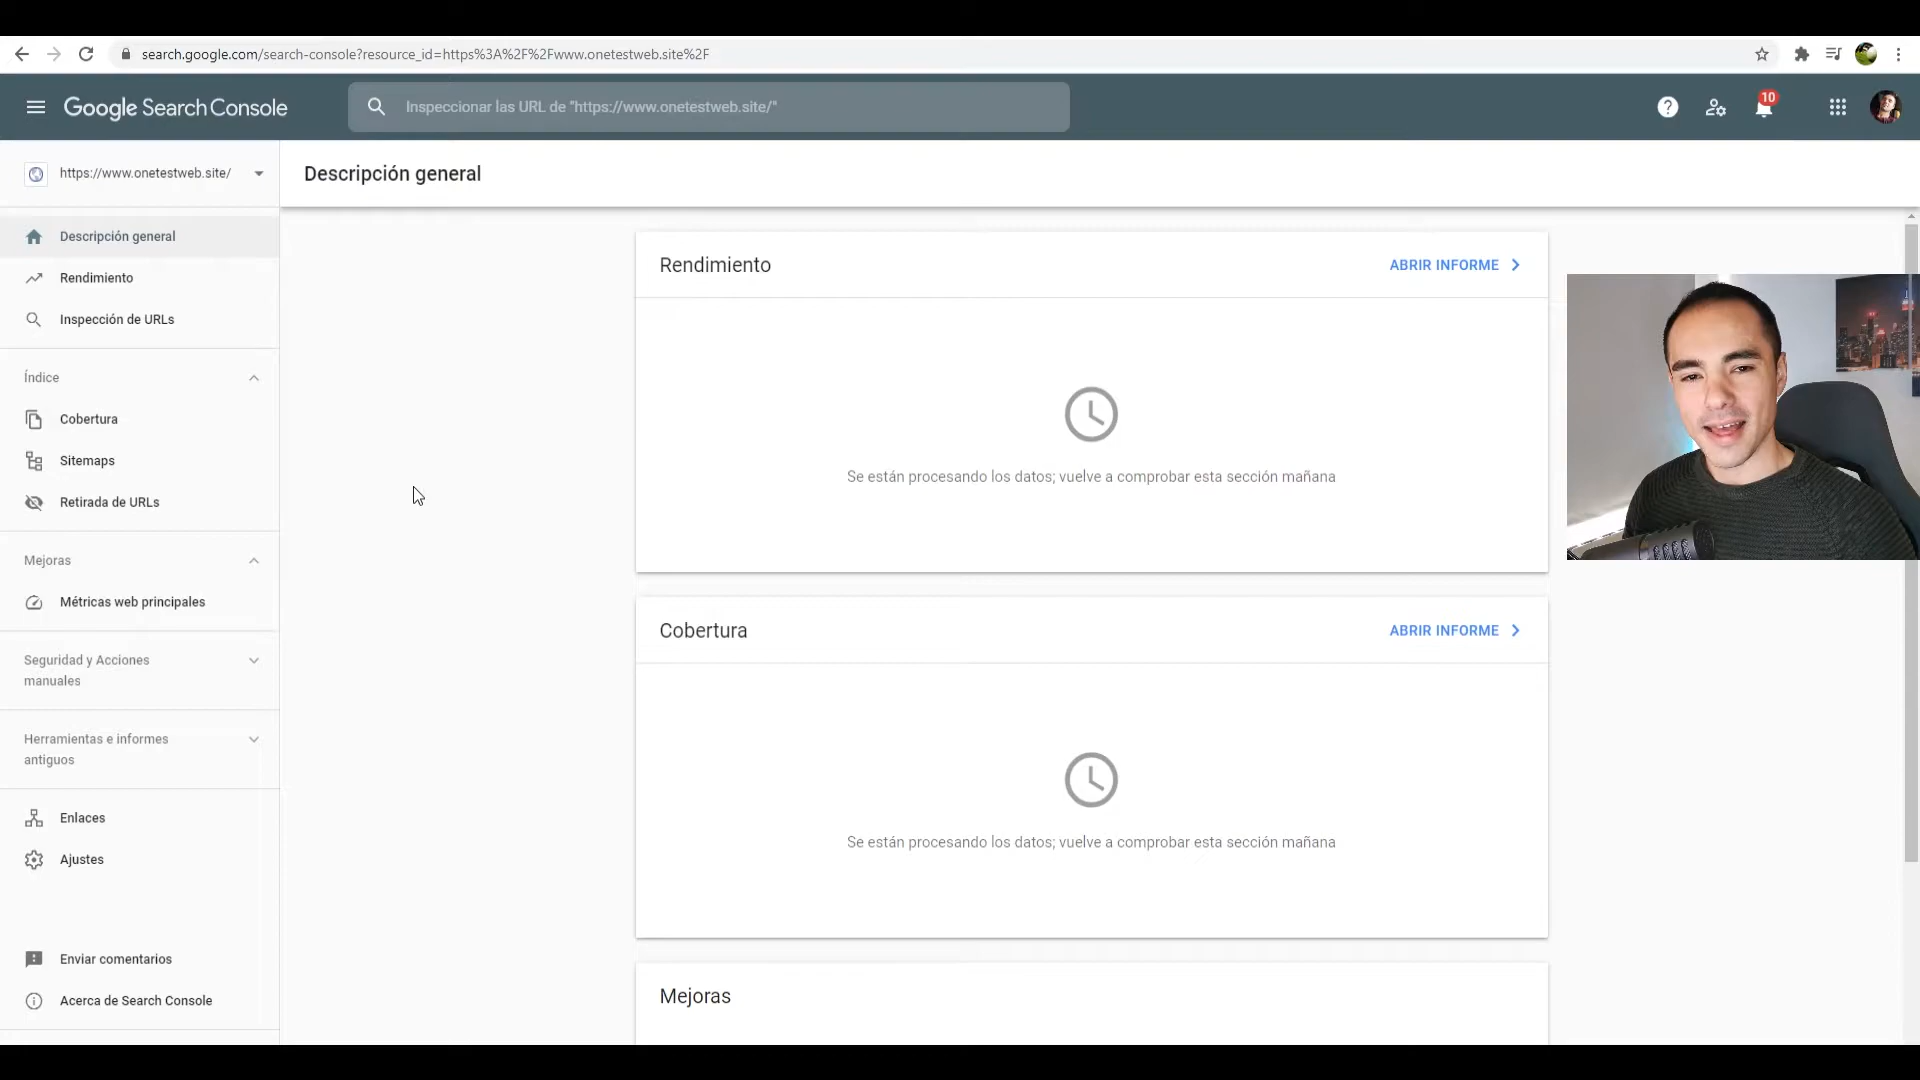 search.google.com/search-console?resource_id=https%3A%2F%2Fwww.onetestweb.site%2F
Google Search Console
Inspeccionar las URL de "https://www.onetestweb.site/"
10
https://www.onetestweb.site/
Descripción general
Descripción general
Rendimiento
Inspección de URLs
Índice
Cobertura
Sitemaps
Retirada de URLs
Mejoras
Métricas web principales
Seguridad y Acciones
manuales
Herramientas e informes
antiguos
Enlaces
Ajustes
Enviar comentarios
Acerca de Search Console
Rendimiento
ABRIR INFORME
Se están procesando los datos; vuelve a comprobar esta sección mañana
Cobertura
ABRIR INFORME
Se están procesando los datos; vuelve a comprobar esta sección mañana
Mejoras